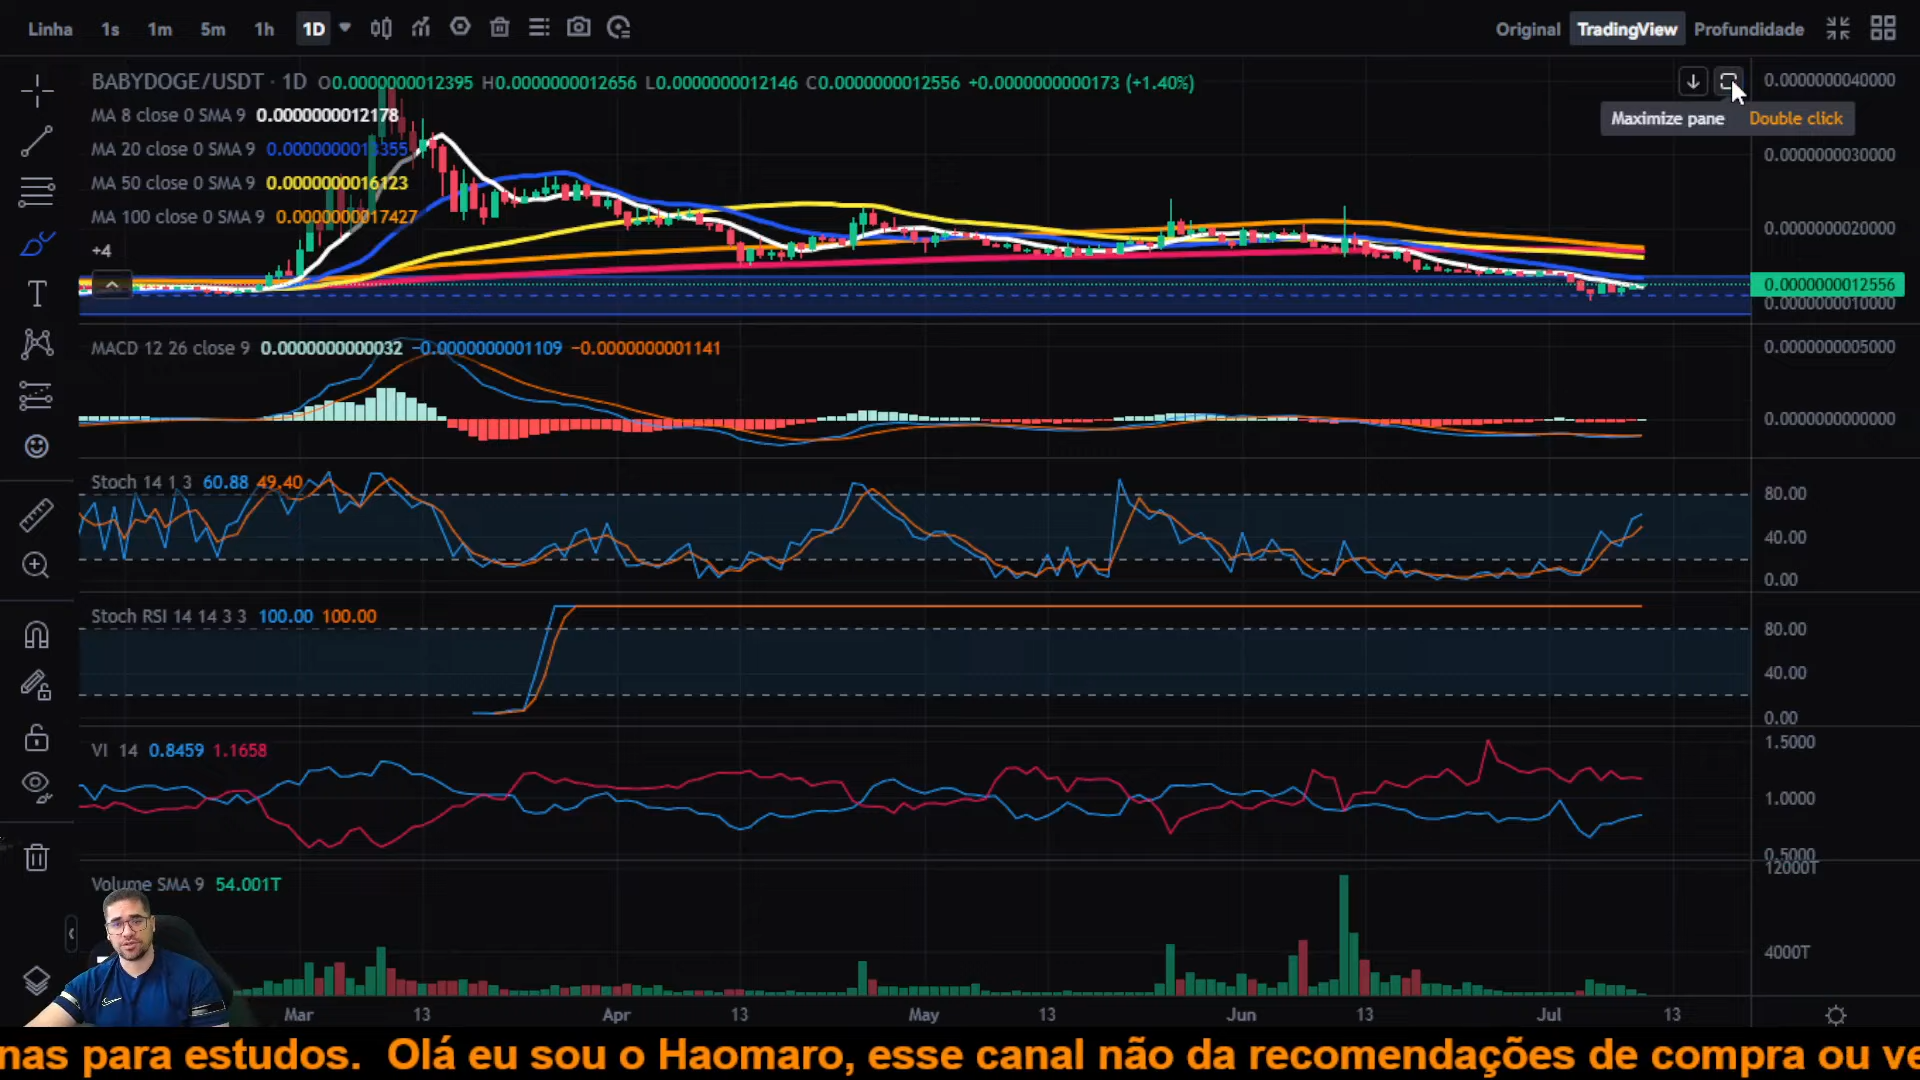 Linha 1s 1m 5m 1h 1D Original TradingView Profundidade
BABYDOGE/USDT · 1D O0.0000000012395 H0.0000000012656 L0.0000000012146 C0.0000000012556 +0.0000000000173 (+1.40%)
0.0000000040000
MA 8 close 0 SMA 9 0.0000000012178
Maximize pane Double click
MA 20 close 0 SMA 9 0.0000000013355
0.0000000030000
MA 50 close 0 SMA 9 0.0000000016123
MA 100 close 0 SMA 9 0.0000000017427
0.0000000020000
+4
0.0000000012556
0.0000000010000
MACD 12 26 close 9 0.0000000000032 −0.0000000001109 −0.0000000001141
0.0000000005000
0.0000000000000
Stoch 14 1 3 60.88 49.40
80.00
40.00
0.00
Stoch RSI 14 14 3 3 100.00 100.00
80.00
40.00
0.00
VI 14 0.8459 1.1658
1.5000
1.0000
0.5000
12000T
Volume SMA 9 54.001T
4000T
Mar 13 Apr 13 May 13 Jun 13 Jul 13
nas para estudos. Olá eu sou o Haomaro, esse canal não da recomendações de compra ou ve